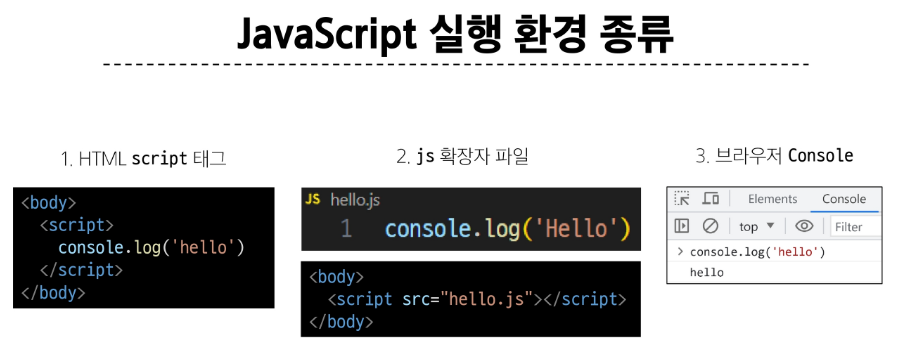 JavaScript 실행 환경 종류
1. HTML script 태그
<body>
<script>
console.log('hello')
</script>
</body>
2. js 확장자 파일
JS hello.js
1 console.log('Hello')
<body>
<script src="hello.js"></script>
</body>
3. 브라우저 Console
Elements Console
top Filter
> console.log('hello')
hello